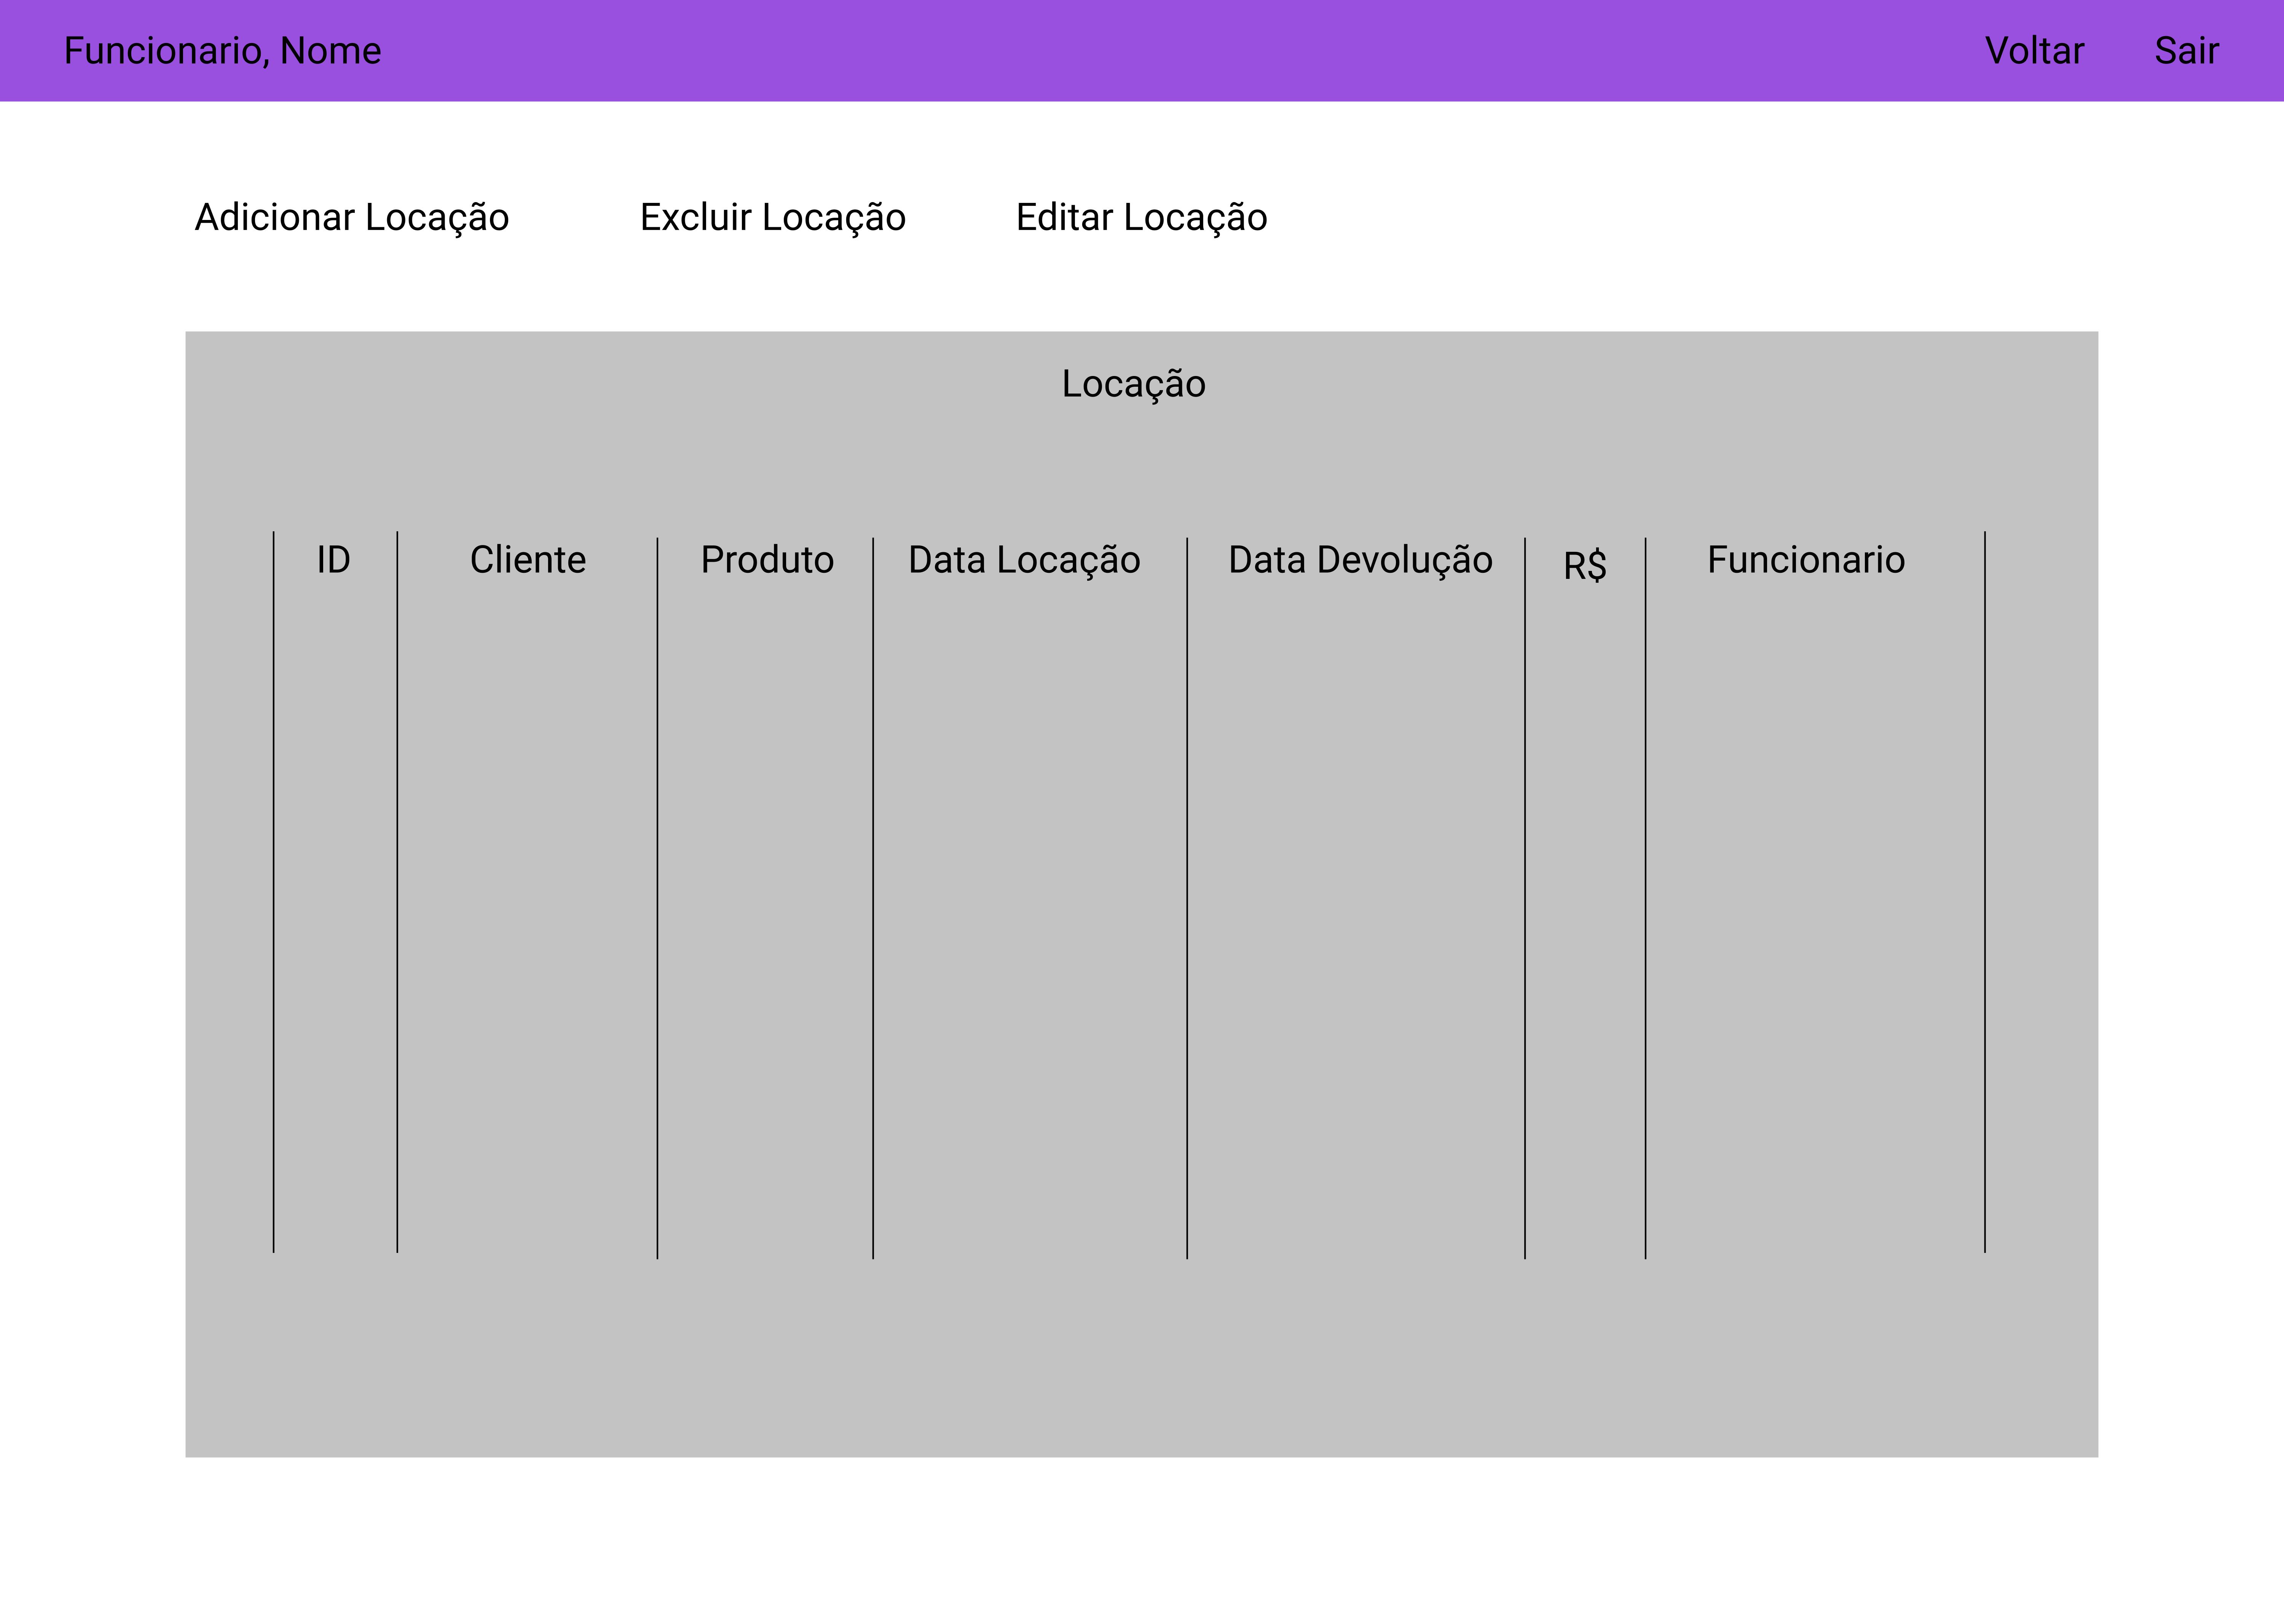 Funcionario, Nome Voltar Sair
Adicionar Locação Excluir Locação Editar Locação
Locação
ID Cliente Produto Data Locação Data Devolução R$ Funcionario